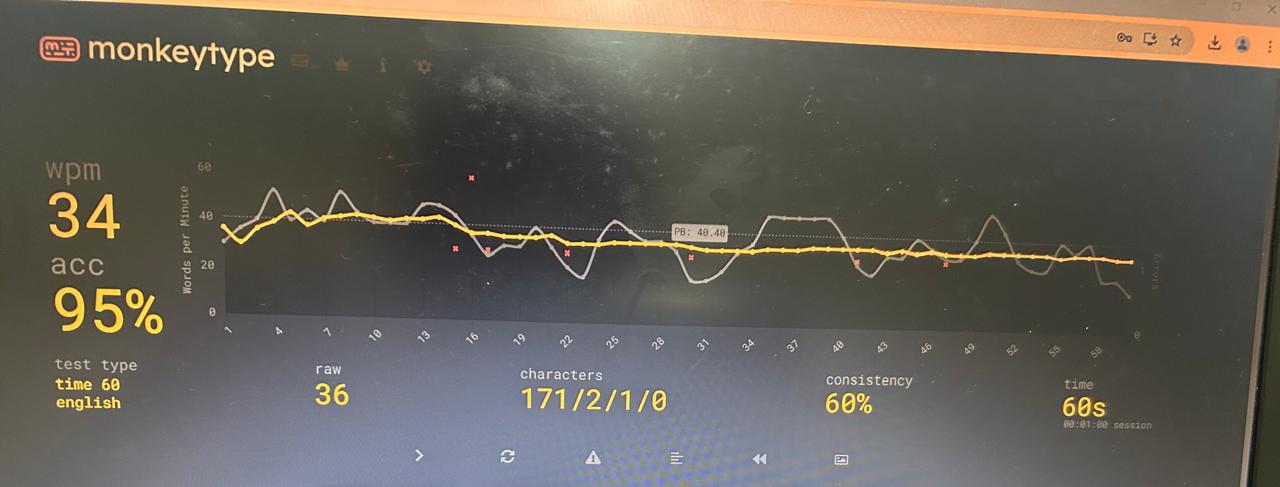 monkeytype
wpm
34
acc
95%
test type
time 60
english
Words per Minute
60
40
20
0
PB: 40.40
Errors
0
1 4 7 10 13 16 19 22 25 28 31 34 37 40 43 46 49 52 55 58
raw
36
characters
171/2/1/0
consistency
60%
time
60s
00:01:00 session